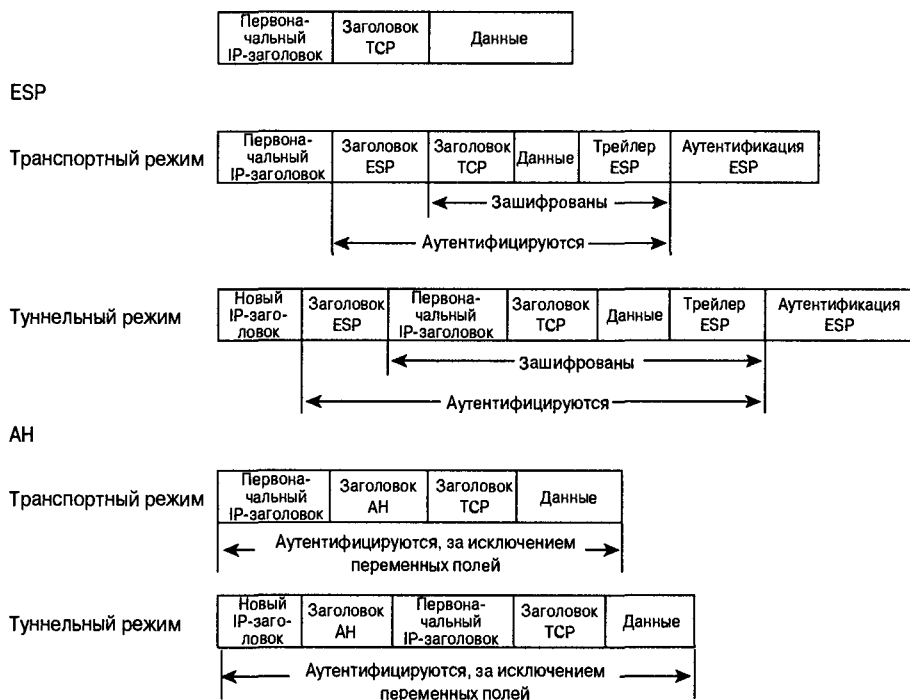 Первона-
чальный
IP-заголовок
Заголовок
TCP
Данные
ESP
Транспортный режим
Первона-
чальный
IP-заголовок
Заголовок
ESP
Заголовок
TCP
Данные
Трейлер
ESP
Аутентификация
ESP
Зашифрованы
Аутентифицируются
Туннельный режим
Новый
IP-заго-
ловок
Заголовок
ESP
Первона-
чальный
IP-заголовок
Заголовок
TCP
Данные
Трейлер
ESP
Аутентификация
ESP
Зашифрованы
Аутентифицируются
AH
Транспортный режим
Первона-
чальный
IP-заголовок
Заголовок
AH
Заголовок
TCP
Данные
Аутентифицируются, за исключением
переменных полей
Туннельный режим
Новый
IP-заго-
ловок
Заголовок
AH
Первона-
чальный
IP-заголовок
Заголовок
TCP
Данные
Аутентифицируются, за исключением
переменных полей